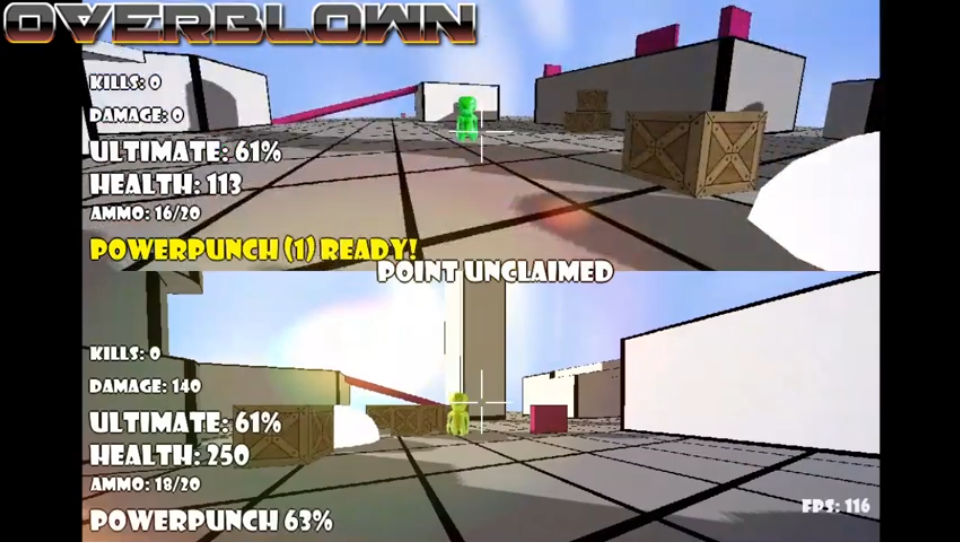 OVERBLOWN
KILLS: 0
DAMAGE: 0
ULTIMATE: 61%
HEALTH: 113
AMMO: 16/20
POWERPUNCH (1) READY!
POINT UNCLAIMED
KILLS: 0
DAMAGE: 140
ULTIMATE: 61%
HEALTH: 250
AMMO: 18/20
POWERPUNCH 63%
FPS: 116